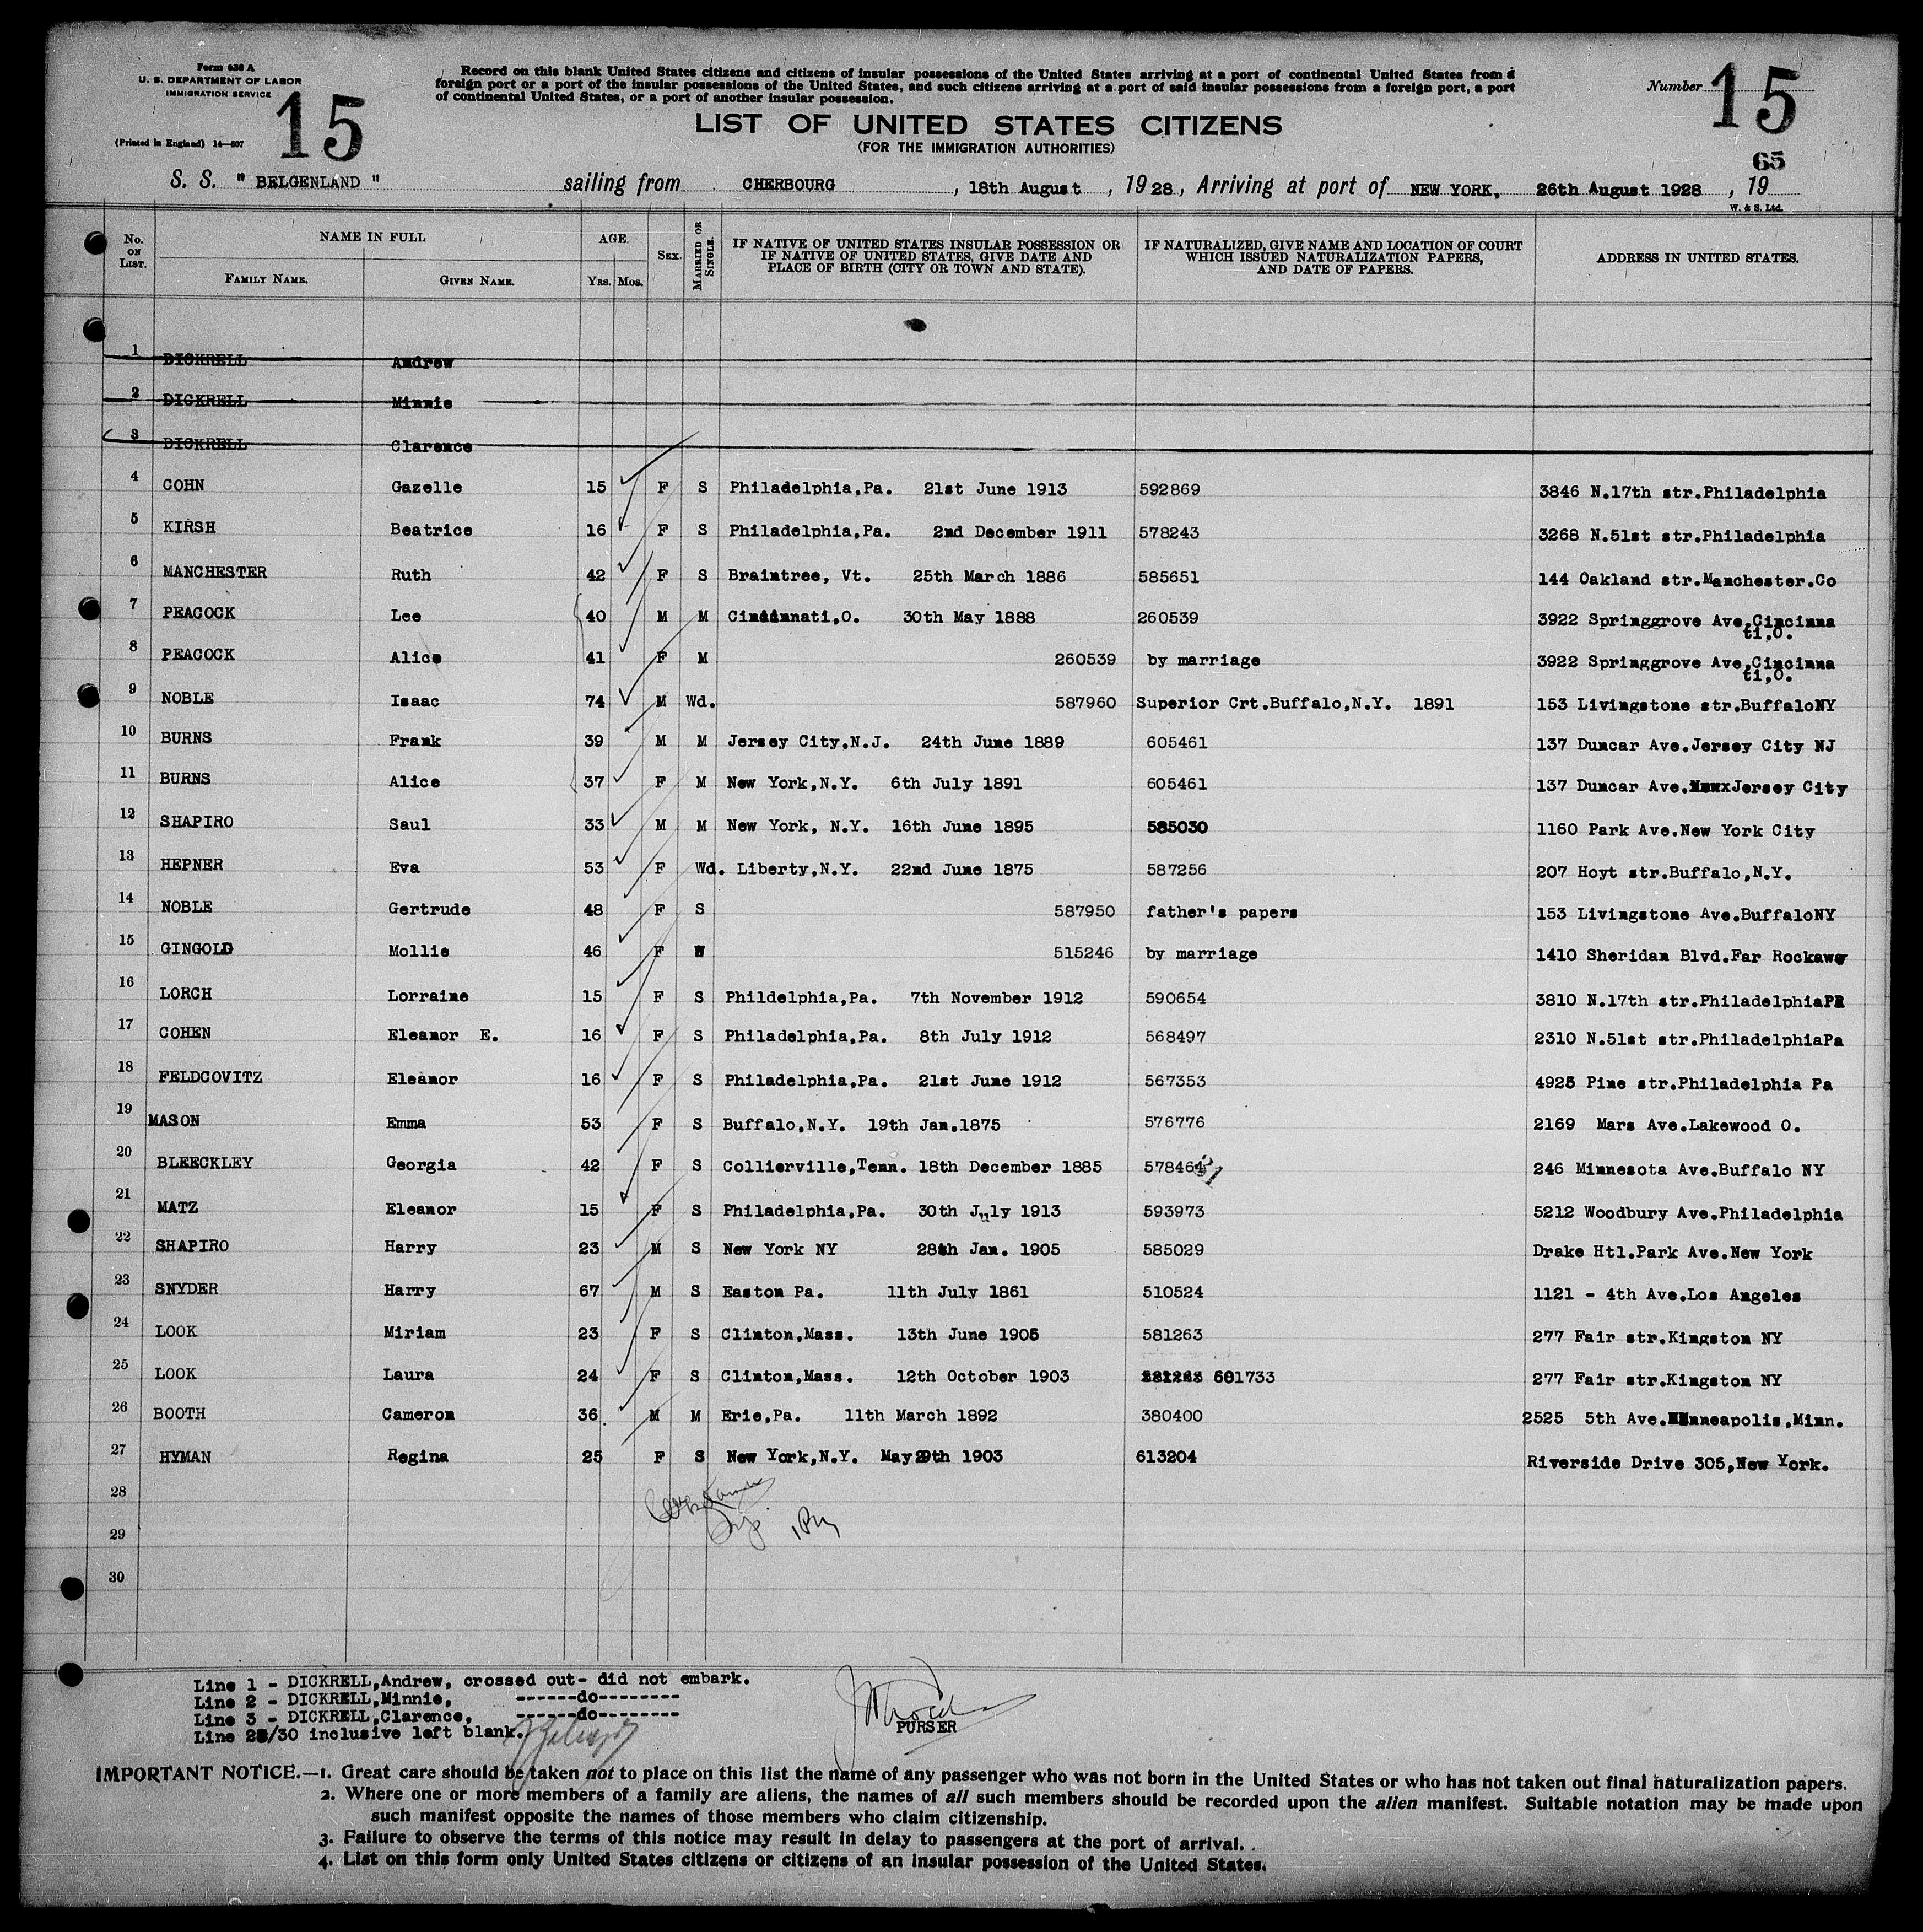 Form 630 A
U. S. DEPARTMENT OF LABOR
IMMIGRATION SERVICE
(Printed in England) 14—807
15
Record on this blank United States citizens and citizens of insular possessions of the United States arriving at a port of continental United States from a
foreign port or a port of the insular possessions of the United States, and such citizens arriving at a port of said insular possessions from a foreign port, a port
of continental United States, or a port of another insular possession.
LIST OF UNITED STATES CITIZENS
(FOR THE IMMIGRATION AUTHORITIES)
Number 15
65
S. S. " BELGENLAND " sailing from CHERBOURG , 18th August , 1928, Arriving at port of NEW YORK. 26th August 1928 , 19
W. & S. Ltd.
No. ON LIST. NAME IN FULL FAMILY NAME. GIVEN NAME. AGE. YRS. MOS. SEX. MARRIED OR SINGLE. IF NATIVE OF UNITED STATES INSULAR POSSESSION OR IF NATIVE OF UNITED STATES, GIVE DATE AND PLACE OF BIRTH (CITY OR TOWN AND STATE). IF NATURALIZED, GIVE NAME AND LOCATION OF COURT WHICH ISSUED NATURALIZATION PAPERS, AND DATE OF PAPERS. ADDRESS IN UNITED STATES.
1 DICKRELL Andrew
2 DICKRELL Minnie
3 DICKRELL Clarence
4 COHN Gazelle 15 F S Philadelphia,Pa. 21st June 1913 592869 3846 N.17th str.Philadelphia
5 KIRSH Beatrice 16 F S Philadelphia,Pa. 2nd December 1911 578243 3268 N.51st str.Philadelphia
6 MANCHESTER Ruth 42 F S Braintree, Vt. 25th March 1886 585651 144 Oakland str.Manchester.Co
7 PEACOCK Lee 40 M M Cincinnati,O. 30th May 1888 260539 3922 Springgrove Ave,Cincinna
ti,O.
8 PEACOCK Alice 41 F M 260539 by marriage 3922 Springgrove Ave,Cincinna
ti,O.
9 NOBLE Isaac 74 M Wd. 587960 Superior Crt.Buffalo,N.Y. 1891 153 Livingstone str.BuffaloNY
10 BURNS Frank 39 M M Jersey City,N.J. 24th June 1889 605461 137 Duncar Ave.Jersey City NJ
11 BURNS Alice 37 F M New York,N.Y. 6th July 1891 605461 137 Duncar Ave.Jersey City
12 SHAPIRO Saul 33 M M New York, N.Y. 16th June 1895 585030 1160 Park Ave.New York City
13 HEPNER Eva 53 F Wd. Liberty,N.Y. 22nd June 1875 587256 207 Hoyt str.Buffalo,N.Y.
14 NOBLE Gertrude 48 F S 587950 father's papers 153 Livingstone Ave.BuffaloNY
15 GINGOLD Mollie 46 F 515246 by marriage 1410 Sheridan Blvd.Far Rockawy
16 LORCH Lorraine 15 F S Phildelphia,Pa. 7th November 1912 590654 3810 N.17th str.PhiladelphiaPa
17 COHEN Eleanor E. 16 F S Philadelphia,Pa. 8th July 1912 568497 2310 N.51st str.PhiladelphiaPa
18 FELDCOVITZ Eleanor 16 F S Philadelphia,Pa. 21st June 1912 567353 4925 Pine str.Philadelphia Pa
19 MASON Emma 53 F S Buffalo,N.Y. 19th Jan.1875 576776 2169 Mars Ave.Lakewood O.
20 BLEECKLEY Georgia 42 F S Collierville,Tenn. 18th December 1885 578464 31 246 Minnesota Ave.Buffalo NY
21 MATZ Eleanor 15 F S Philadelphia,Pa. 30th July 1913 593973 5212 Woodbury Ave.Philadelphia
22 SHAPIRO Harry 23 M S New York NY 28th Jan. 1905 585029 Drake Htl.Park Ave.New York
23 SNYDER Harry 67 M S Easton Pa. 11th July 1861 510524 1121 - 4th Ave.Los Angeles
24 LOOK Miriam 23 F S Clinton,Mass. 13th June 1905 581263 277 Fair str.Kingston NY
25 LOOK Laura 24 F S Clinton,Mass. 12th October 1903 581263 601733 277 Fair str.Kingston NY
26 BOOTH Cameron 36 M M Erie,Pa. 11th March 1892 380400 2525 5th Ave.Minneapolis,Minn.
27 HYMAN Regina 25 F S New York,N.Y. May 29th 1903 613204 Riverside Drive 305,New York.
28
29
30
Line 1 - DICKRELL,Andrew, crossed out- did not embark.
Line 2 - DICKRELL,Minnie, ------do--------
Line 3 - DICKRELL,Clarence, ------do--------
Line 28/30 inclusive left blank.
PURSER
IMPORTANT NOTICE.—1. Great care should be taken not to place on this list the name of any passenger who was not born in the United States or who has not taken out final naturalization papers.
2. Where one or more members of a family are aliens, the names of all such members should be recorded upon the alien manifest. Suitable notation may be made upon
such manifest opposite the names of those members who claim citizenship.
3. Failure to observe the terms of this notice may result in delay to passengers at the port of arrival.
4. List on this form only United States citizens or citizens of an insular possession of the United States.